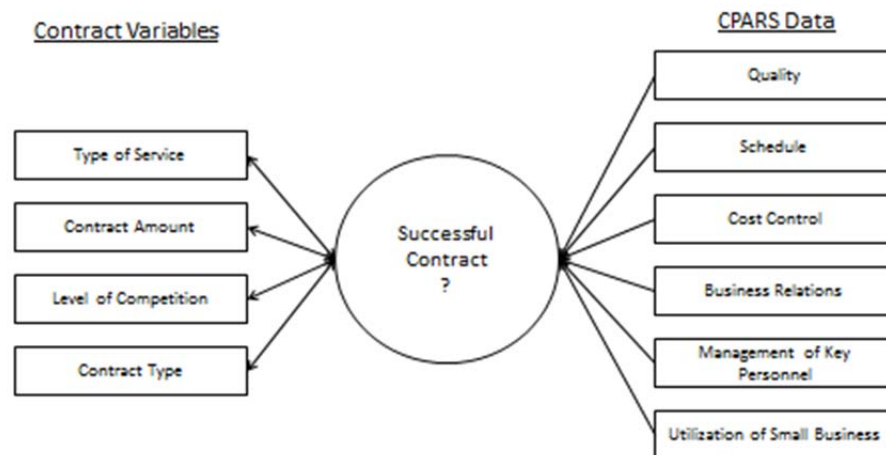 Contract Variables
Type of Service
Contract Amount
Level of Competition
Contract Type
Successful
Contract
?
CPARS Data
Quality
Schedule
Cost Control
Business Relations
Management of Key
Personnel
Utilization of Small Business